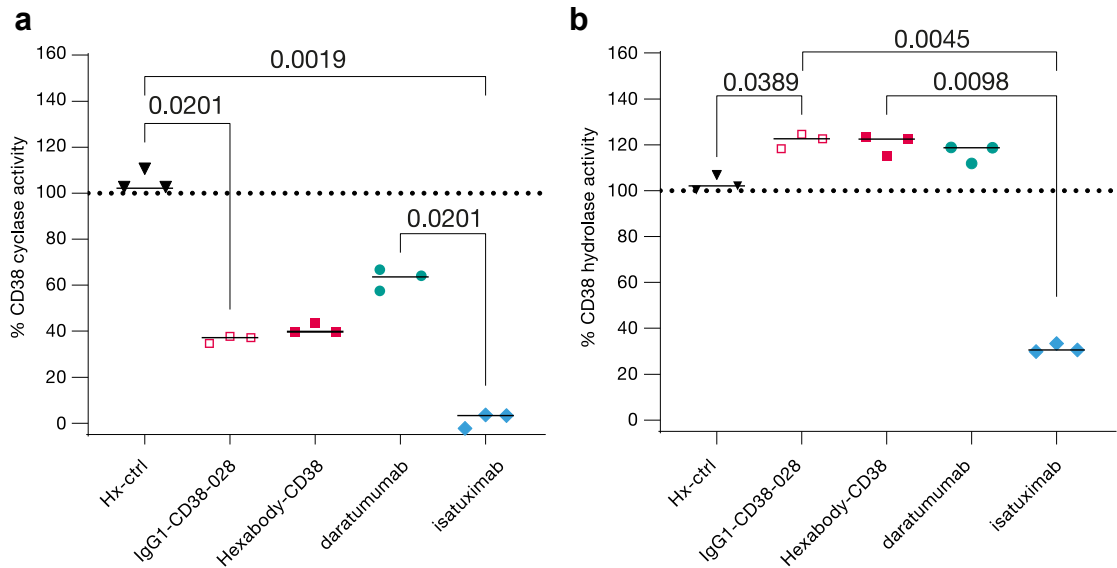 a
% CD38 cyclase activity
160
140
120
100
80
60
40
20
0
0.0019
0.0201
0.0201
Hx-ctrl
IgG1-CD38-028
Hexabody-CD38
daratumumab
isatuximab
b
% CD38 hydrolase activity
160
140
120
100
80
60
40
20
0
0.0045
0.0389
0.0098
Hx-ctrl
IgG1-CD38-028
Hexabody-CD38
daratumumab
isatuximab